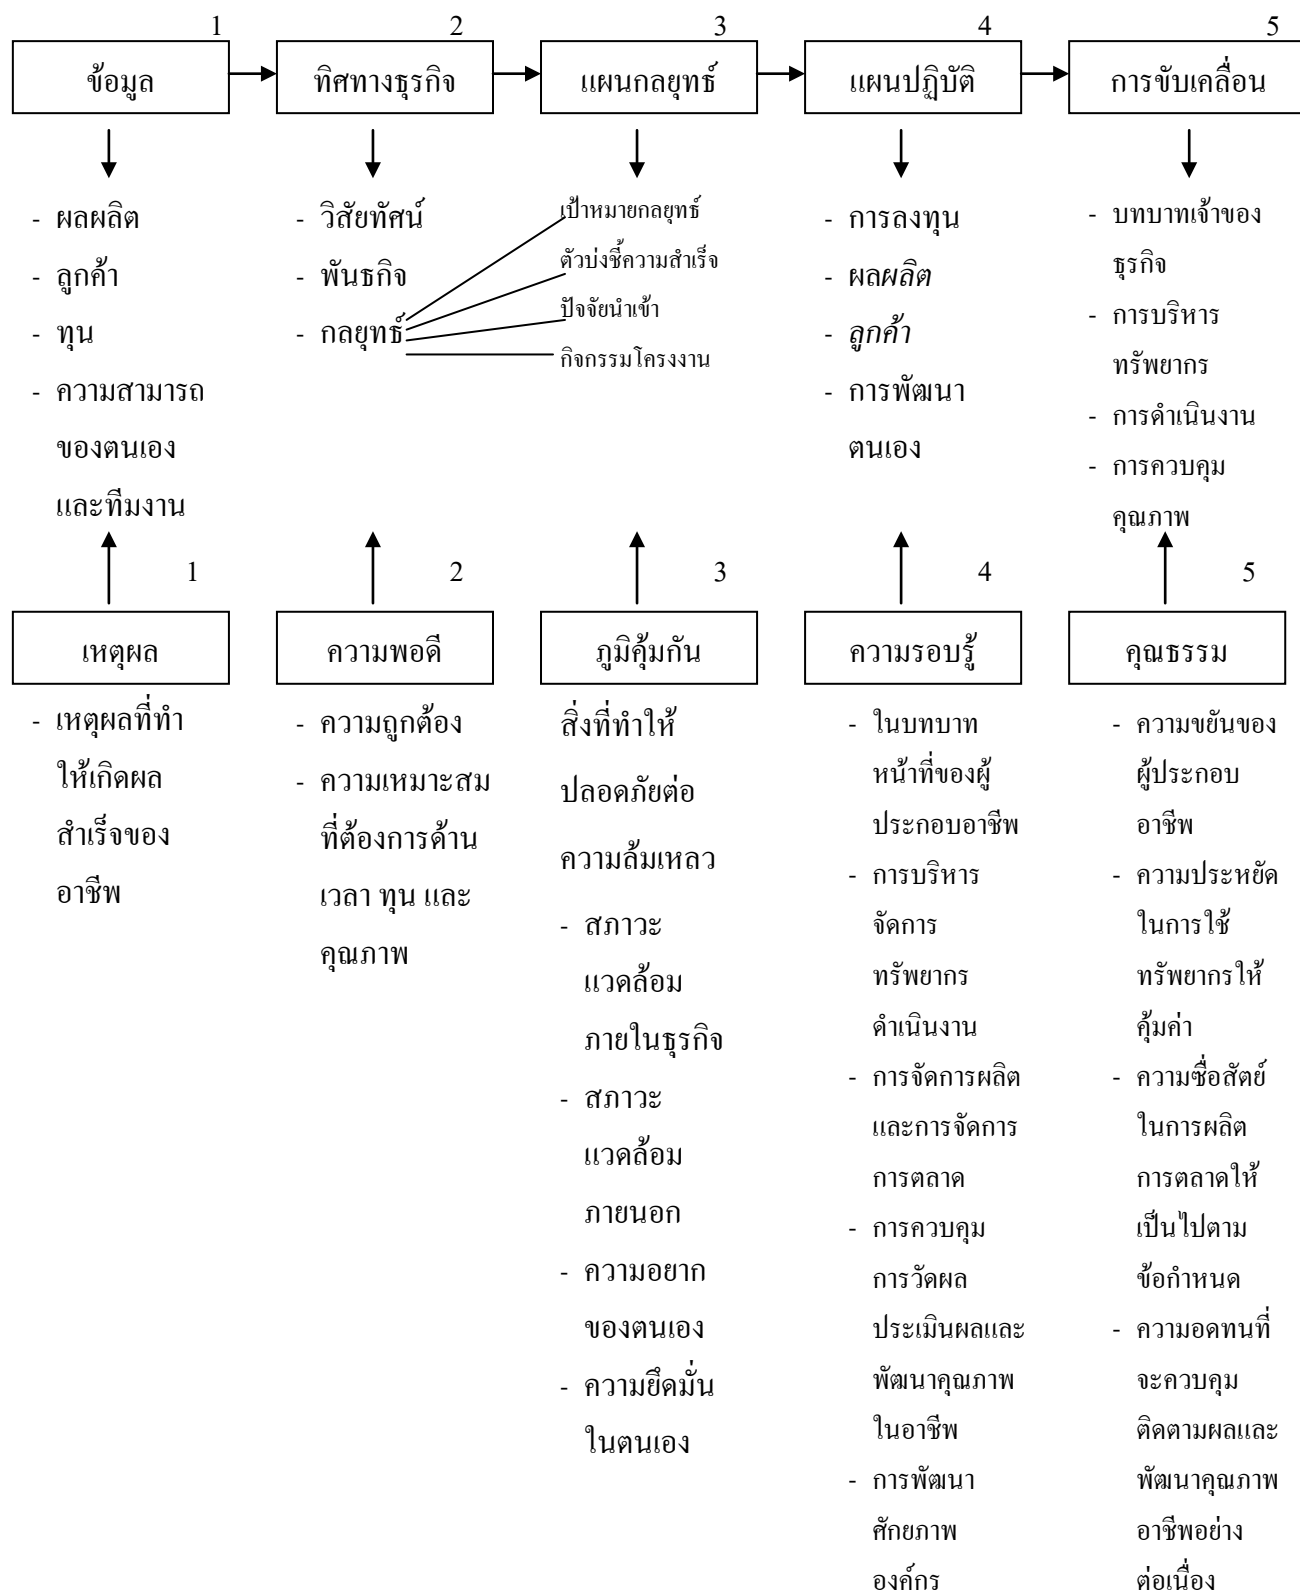 1 2 3 4 5
ข้อมูล ทิศทางธุรกิจ แผนกลยุทธ์ แผนปฏิบัติ การขับเคลื่อน
- ผลผลิต
- ลูกค้า
- ทุน
- ความสามารถ
ของตนเอง
และทีมงาน
- วิสัยทัศน์
- พันธกิจ
- กลยุทธ์
เป้าหมายกลยุทธ์
ตัวบ่งชี้ความสำเร็จ
ปัจจัยนำเข้า
กิจกรรมโครงงาน
- การลงทุน
- ผลผลิต
- ลูกค้า
- การพัฒนา
ตนเอง
- บทบาทเจ้าของ
ธุรกิจ
- การบริหาร
ทรัพยากร
- การดำเนินงาน
- การควบคุม
คุณภาพ
1 2 3 4 5
เหตุผล ความพอดี ภูมิคุ้มกัน ความรอบรู้ คุณธรรม
- เหตุผลที่ทำ
ให้เกิดผล
สำเร็จของ
อาชีพ
- ความถูกต้อง
- ความเหมาะสม
ที่ต้องการด้าน
เวลา ทุน และ
คุณภาพ
สิ่งที่ทำให้
ปลอดภัยต่อ
ความล้มเหลว
- สภาวะ
แวดล้อม
ภายในธุรกิจ
- สภาวะ
แวดล้อม
ภายนอก
- ความอยาก
ของตนเอง
- ความยึดมั่น
ในตนเอง
- ในบทบาท
หน้าที่ของผู้
ประกอบอาชีพ
- การบริหาร
จัดการ
ทรัพยากร
ดำเนินงาน
- การจัดการผลิต
และการจัดการ
การตลาด
- การควบคุม
การวัดผล
ประเมินผลและ
พัฒนาคุณภาพ
ในอาชีพ
- การพัฒนา
ศักยภาพ
องค์กร
- ความขยันของ
ผู้ประกอบ
อาชีพ
- ความประหยัด
ในการใช้
ทรัพยากรให้
คุ้มค่า
- ความซื่อสัตย์
ในการผลิต
การตลาดให้
เป็นไปตาม
ข้อกำหนด
- ความอดทนที่
จะควบคุม
ติดตามผลและ
พัฒนาคุณภาพ
อาชีพอย่าง
ต่อเนื่อง